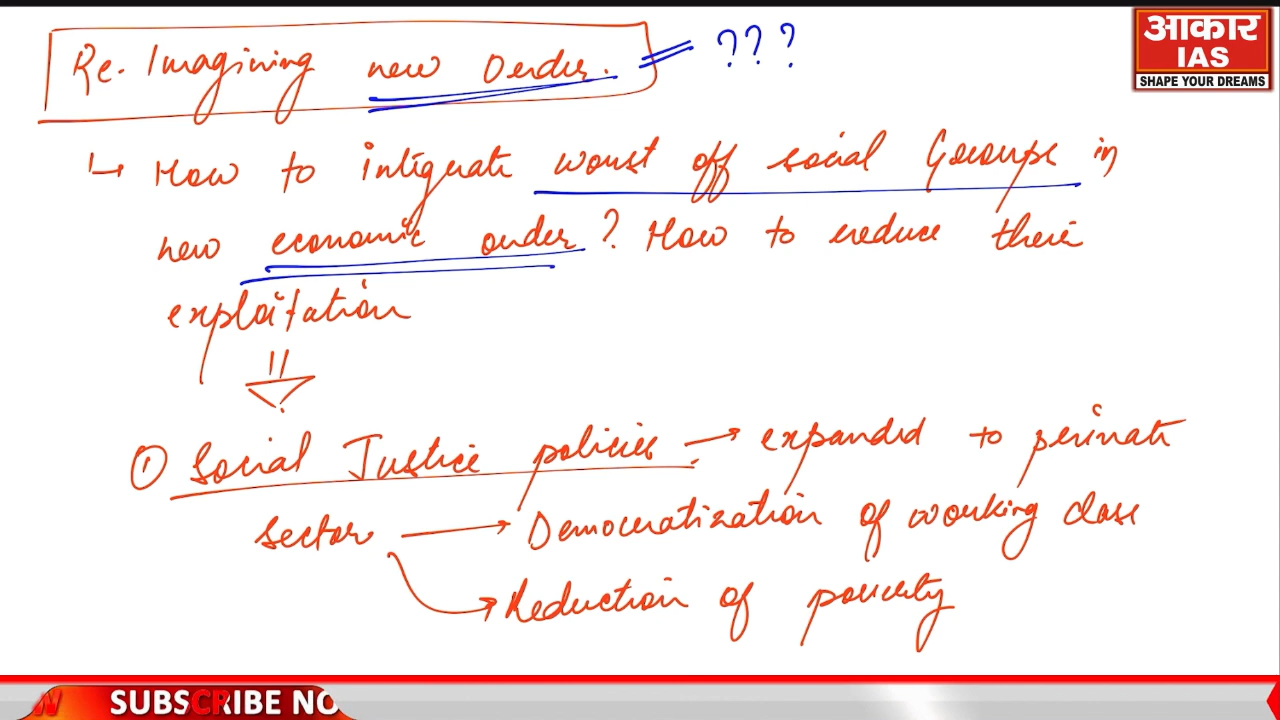 Re. Imagining new order. ???
आकार
IAS
SHAPE YOUR DREAMS
↳ How to intigrate worst off social Groups in
new economic order? How to reduce their
exploitation
① Social Justice policies → expanded to private
sector → Democratization of working class
→ Reduction of poverty
SUBSCRIBE NO